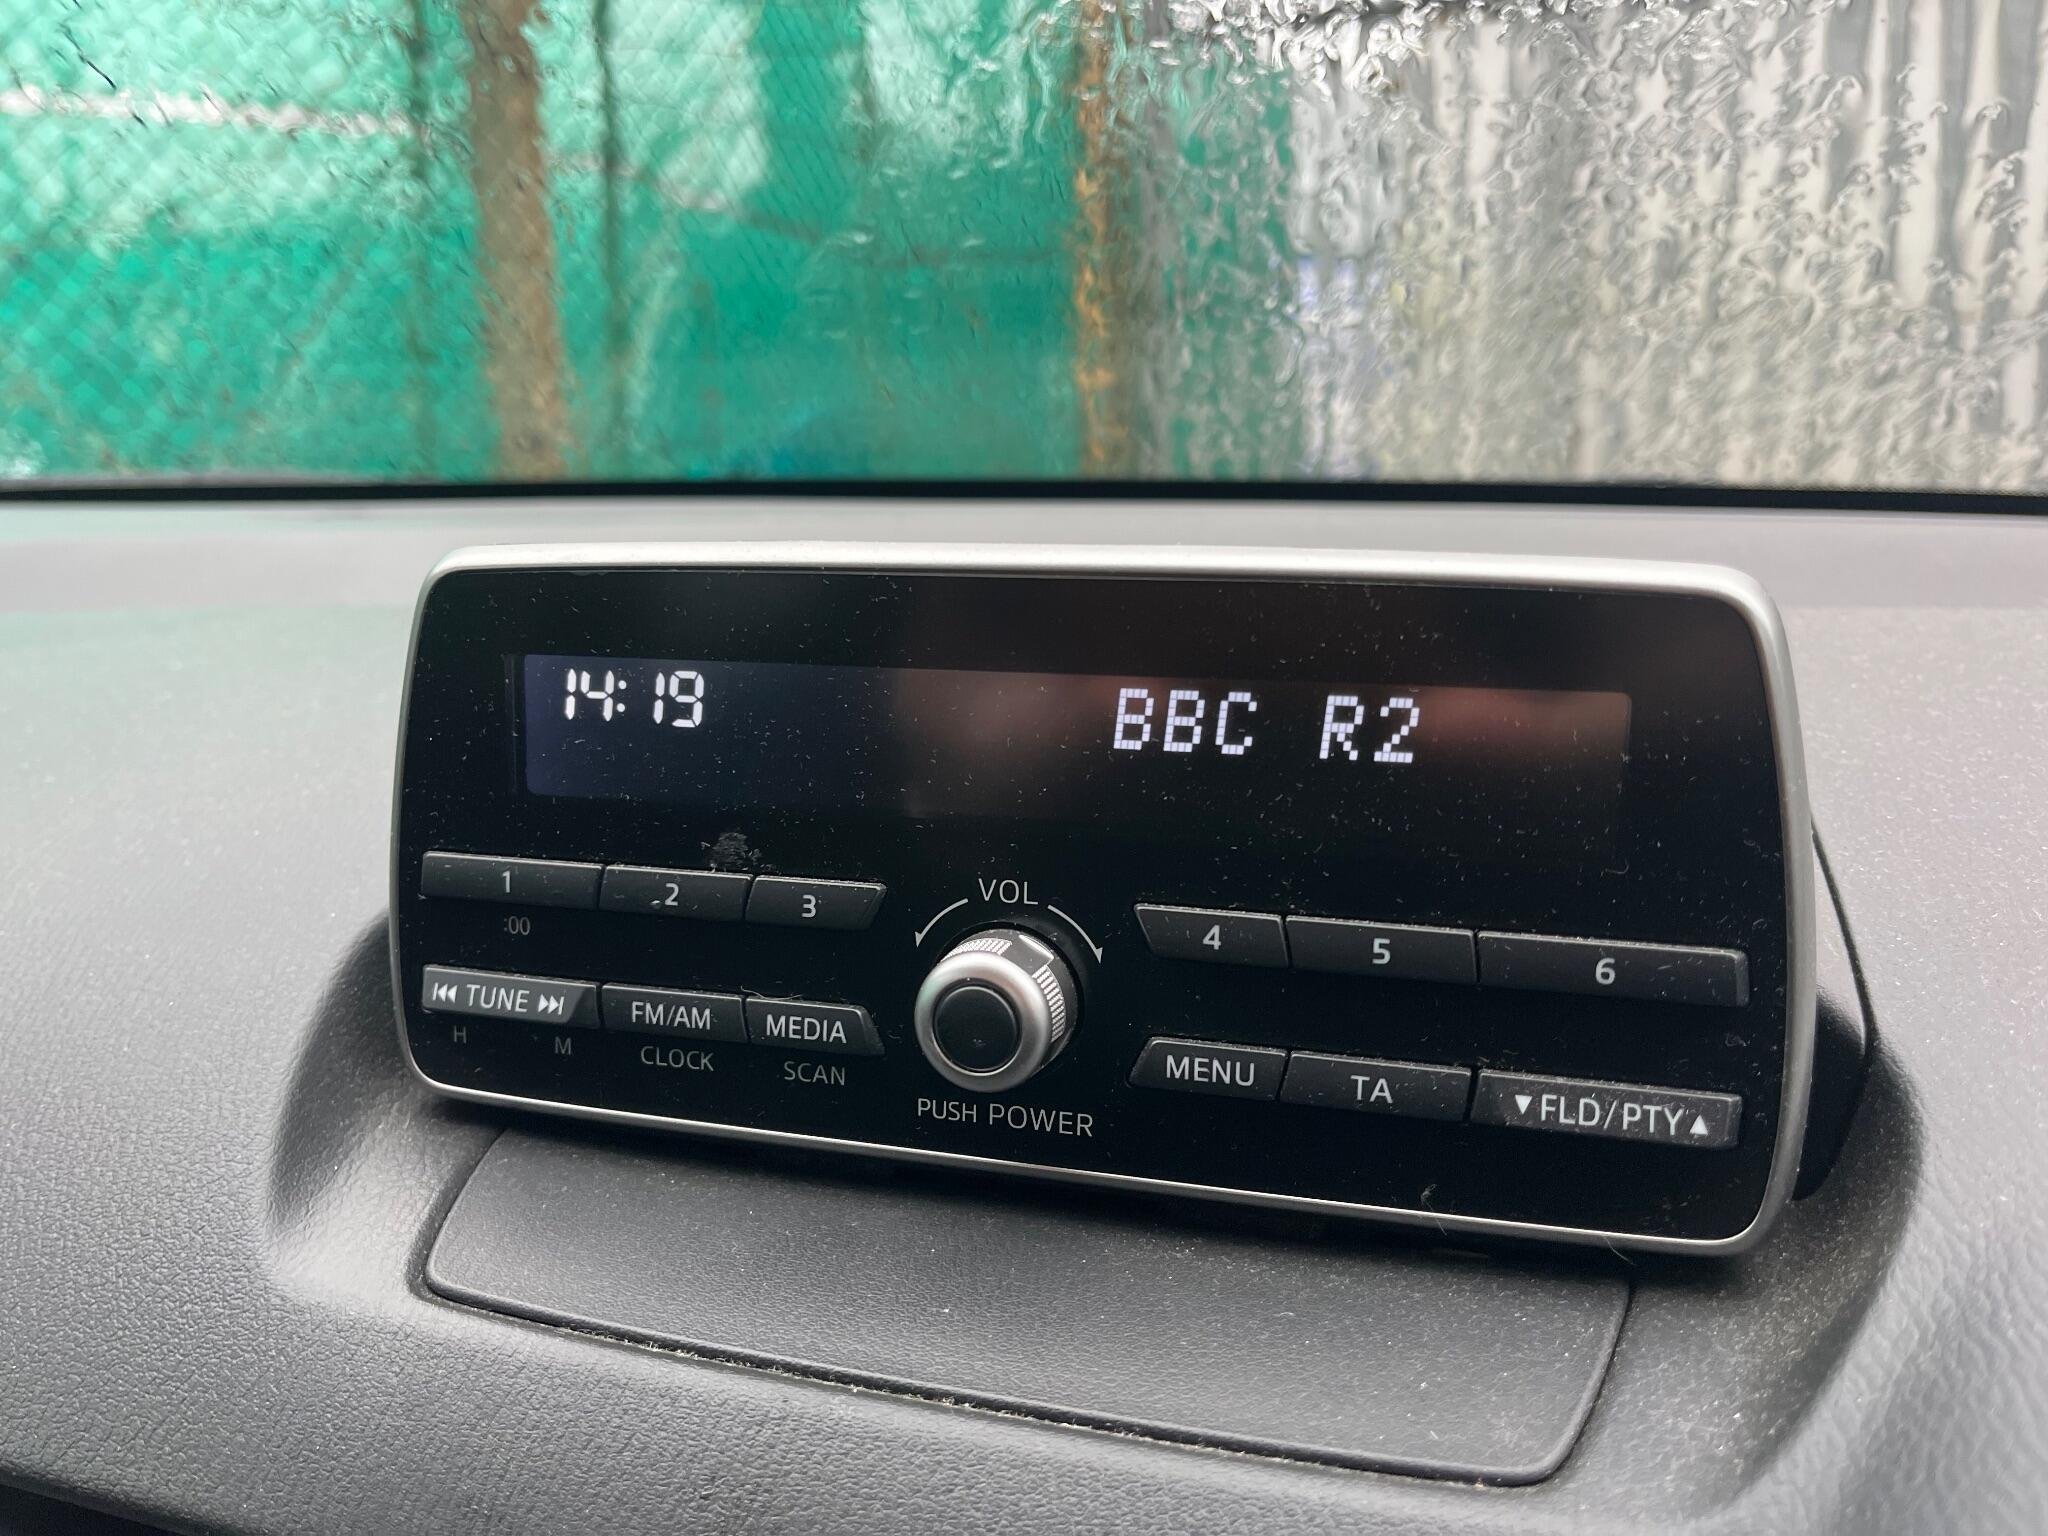 14:19 BBC R2
1 2 3 VOL 4 5 6
:00
⏮ TUNE ⏭ FM/AM MEDIA MENU TA ▼FLD/PTY▲
H M CLOCK SCAN
PUSH POWER